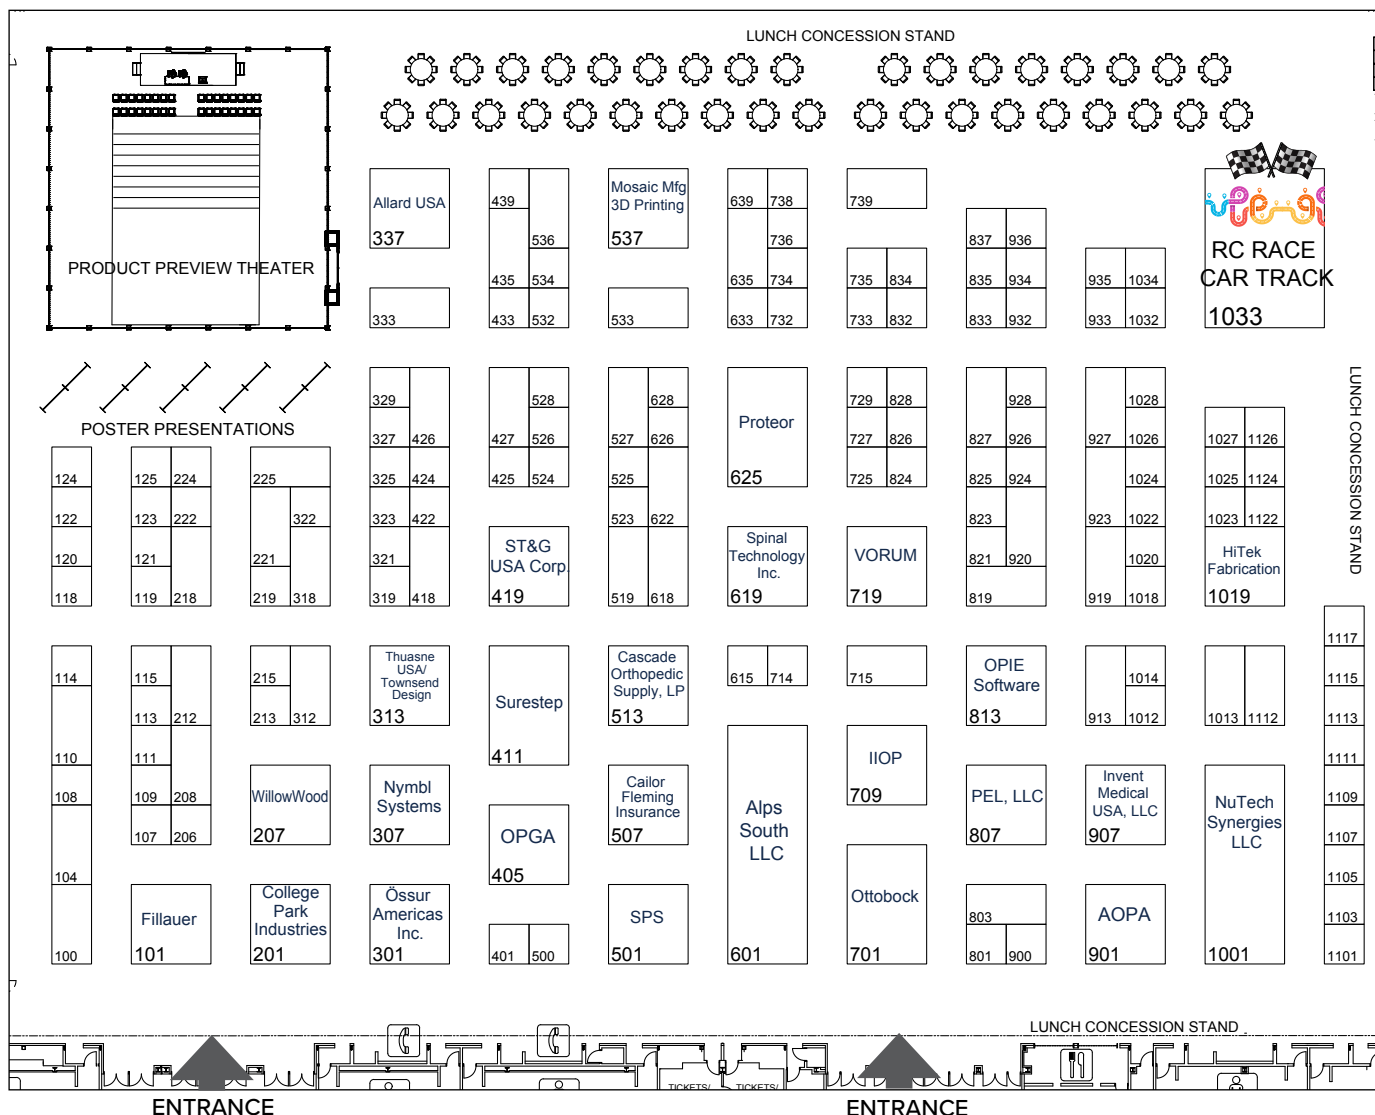 LUNCH CONCESSION STAND
PRODUCT PREVIEW THEATER
Allard USA
337
439
536
Mosaic Mfg
3D Printing
537
639 738
736
739
837 936
RC RACE
CAR TRACK
1033
333
435 534
433 532
533
635 734
633 732
735 834
733 832
835 934
833 932
935 1034
933 1032
LUNCH CONCESSION STAND
POSTER PRESENTATIONS
329
327 426
325 424
323 422
321
319 418
528
427 526
425 524
ST&G
USA Corp.
419
628
527 626
525
523 622
519 618
Proteor
625
Spinal
Technology
Inc.
619
729 828
727 826
725 824
VORUM
719
928
827 926
825 924
823
821 920
819
1028
927 1026
1024
923 1022
1020
919 1018
1027 1126
1025 1124
1023 1122
HiTek
Fabrication
1019
124
122
120
118
125 224
123 222
121
119 218
225
322
221
219 318
114
110
108
104
100
115
113 212
111
109 208
107 206
Fillauer
101
215
213 312
WillowWood
207
College
Park
Industries
201
Thuasne
USA/
Townsend
Design
313
Nymbl
Systems
307
Össur
Americas
Inc.
301
Surestep
411
OPGA
405
401 500
Cascade
Orthopedic
Supply, LP
513
Cailor
Fleming
Insurance
507
SPS
501
615 714
Alps
South
LLC
601
715
IIOP
709
Ottobock
701
OPIE
Software
813
PEL, LLC
807
803
801 900
1014
913 1012
Invent
Medical
USA, LLC
907
AOPA
901
1013 1112
NuTech
Synergies
LLC
1001
1117
1115
1113
1111
1109
1107
1105
1103
1101
LUNCH CONCESSION STAND
TICKETS/ TICKETS/
ENTRANCE
ENTRANCE